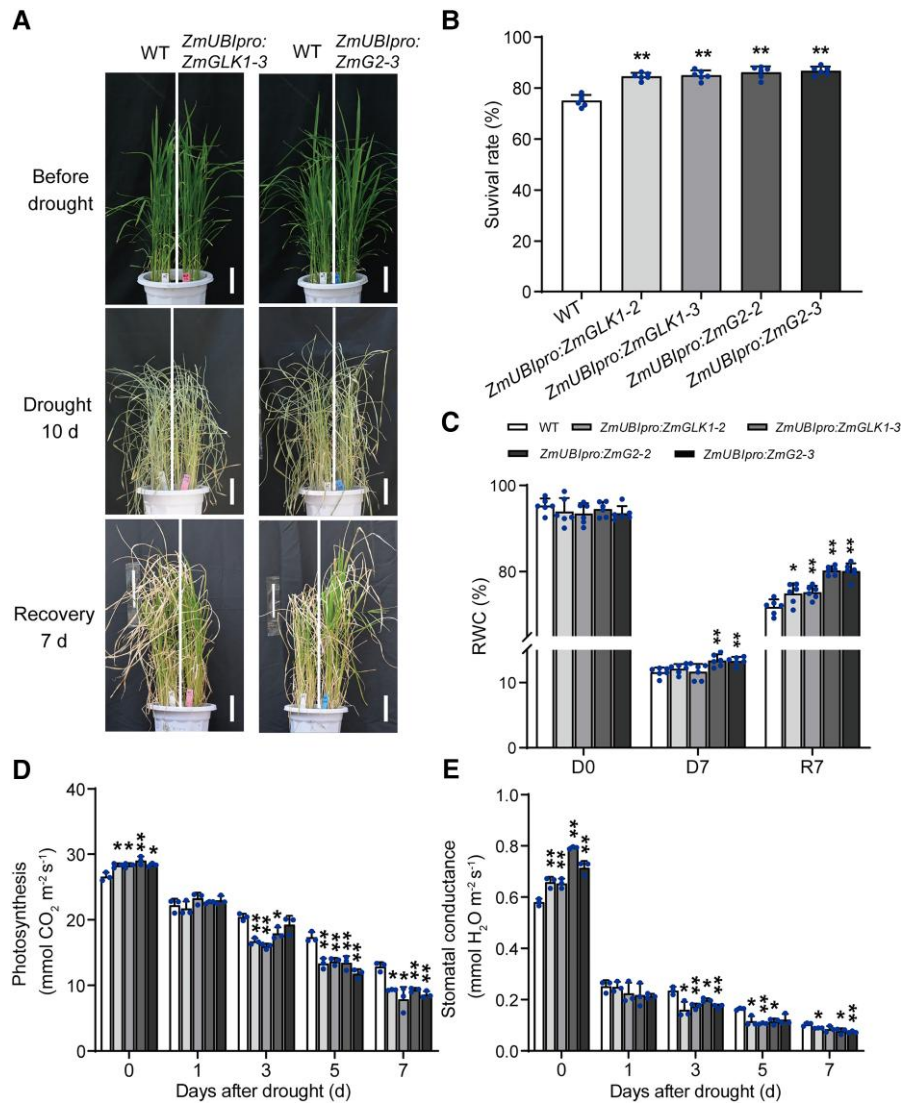 A
WT
ZmUBIpro:
ZmGLK1-3
WT
ZmUBIpro:
ZmG2-3
Before
drought
Drought
10 d
Recovery
7 d
B
Suvival rate (%)
100
80
60
40
20
0
**
**
**
**
WT
ZmUBIpro:ZmGLK1-2
ZmUBIpro:ZmGLK1-3
ZmUBIpro:ZmG2-2
ZmUBIpro:ZmG2-3
C
WT
ZmUBIpro:ZmGLK1-2
ZmUBIpro:ZmGLK1-3
ZmUBIpro:ZmG2-2
ZmUBIpro:ZmG2-3
RWC (%)
100
80
10
0
**
**
*
**
**
**
D0
D7
R7
D
Photosynthesis
(mmol CO₂ m⁻² s⁻¹)
40
30
20
10
0
*
*
**
*
**
**
*
**
**
**
**
*
*
**
**
0
1
3
5
7
Days after drought (d)
E
Stomatal conductance
(mmol H₂O m⁻² s⁻¹)
1.0
0.8
0.6
0.4
0.2
0.0
**
**
**
**
*
**
*
**
*
**
*
*
*
**
0
1
3
5
7
Days after drought (d)